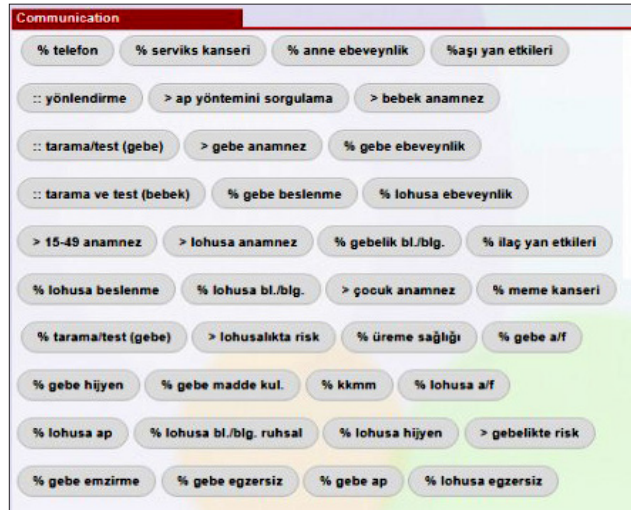 Communication
% telefon % serviks kanseri % anne ebeveynlik %aşı yan etkileri
:: yönlendirme > ap yöntemini sorgulama > bebek anamnez
:: tarama/test (gebe) > gebe anamnez % gebe ebeveynlik
:: tarama ve test (bebek) % gebe beslenme % lohusa ebeveynlik
> 15-49 anamnez > lohusa anamnez % gebelik bl./blg. % ilaç yan etkileri
% lohusa beslenme % lohusa bl./blg. > çocuk anamnez % meme kanseri
% tarama/test (gebe) > lohusalıkta risk % üreme sağlığı % gebe a/f
% gebe hijyen % gebe madde kul. % kkmm % lohusa a/f
% lohusa ap % lohusa bl./blg. ruhsal % lohusa hijyen > gebelikte risk
% gebe emzirme % gebe egzersiz % gebe ap % lohusa egzersiz